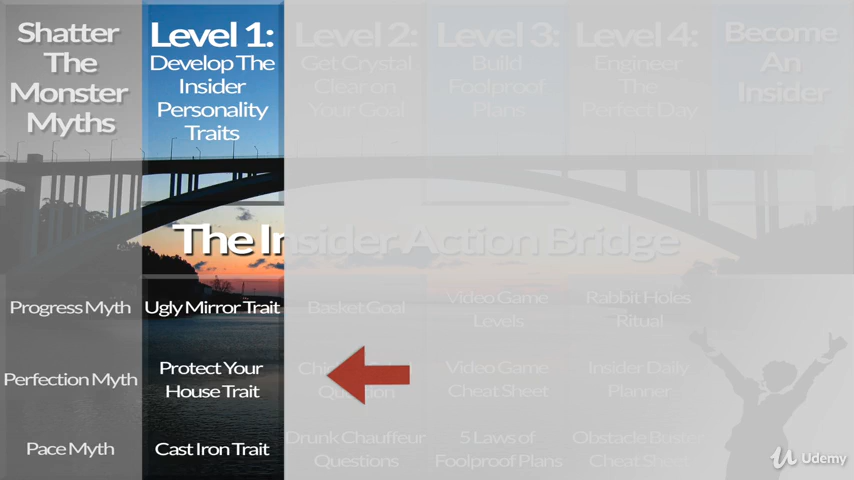 Shatter
The
Monster
Myths
Level 1:
Develop The
Insider
Personality
Traits
Level 2:
Get Crystal
Clear on
Your Goal
Level 3:
Build
Foolproof
Plans
Level 4:
Engineer
The
Perfect Day
Become
An
Insider
The Insider Action Bridge
Progress Myth
Ugly Mirror Trait
Basket Goal
Video Game
Levels
Rabbit Holes
Ritual
Perfection Myth
Protect Your
House Trait
Video Game
Cheat Sheet
Insider Daily
Planner
Pace Myth
Cast Iron Trait
Drunk Chauffeur
Questions
5 Laws of
Foolproof Plans
Obstacle Buster
Cheat Sheet
Udemy